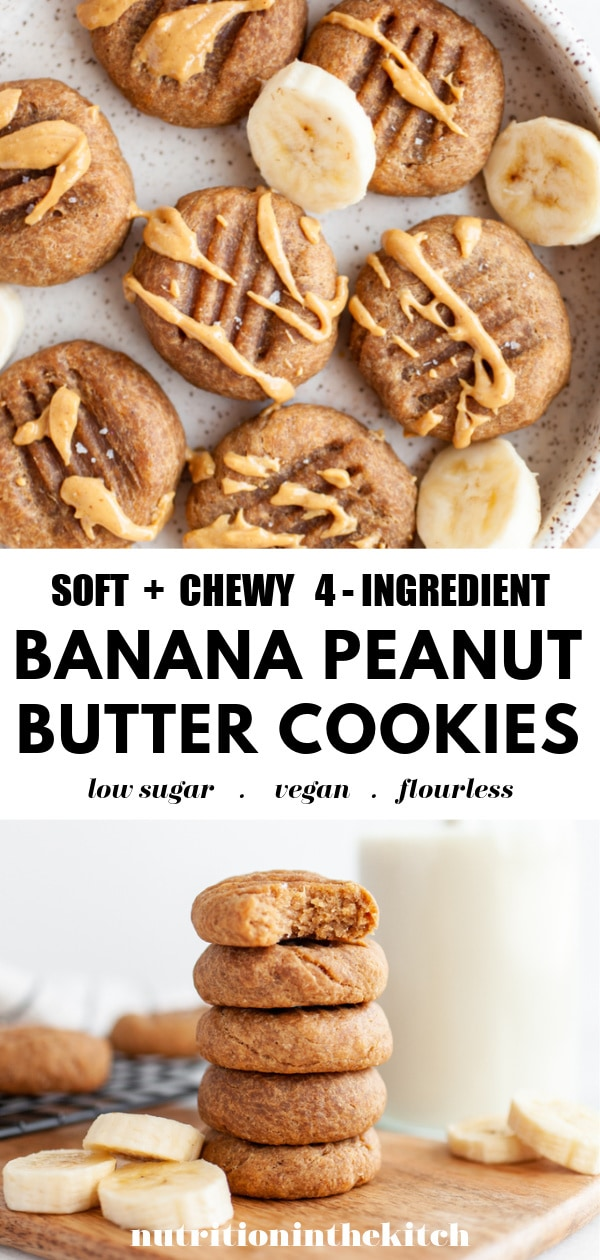 SOFT + CHEWY 4-INGREDIENT
BANANA PEANUT
BUTTER COOKIES
low sugar . vegan . flourless
nutritioninthekitch